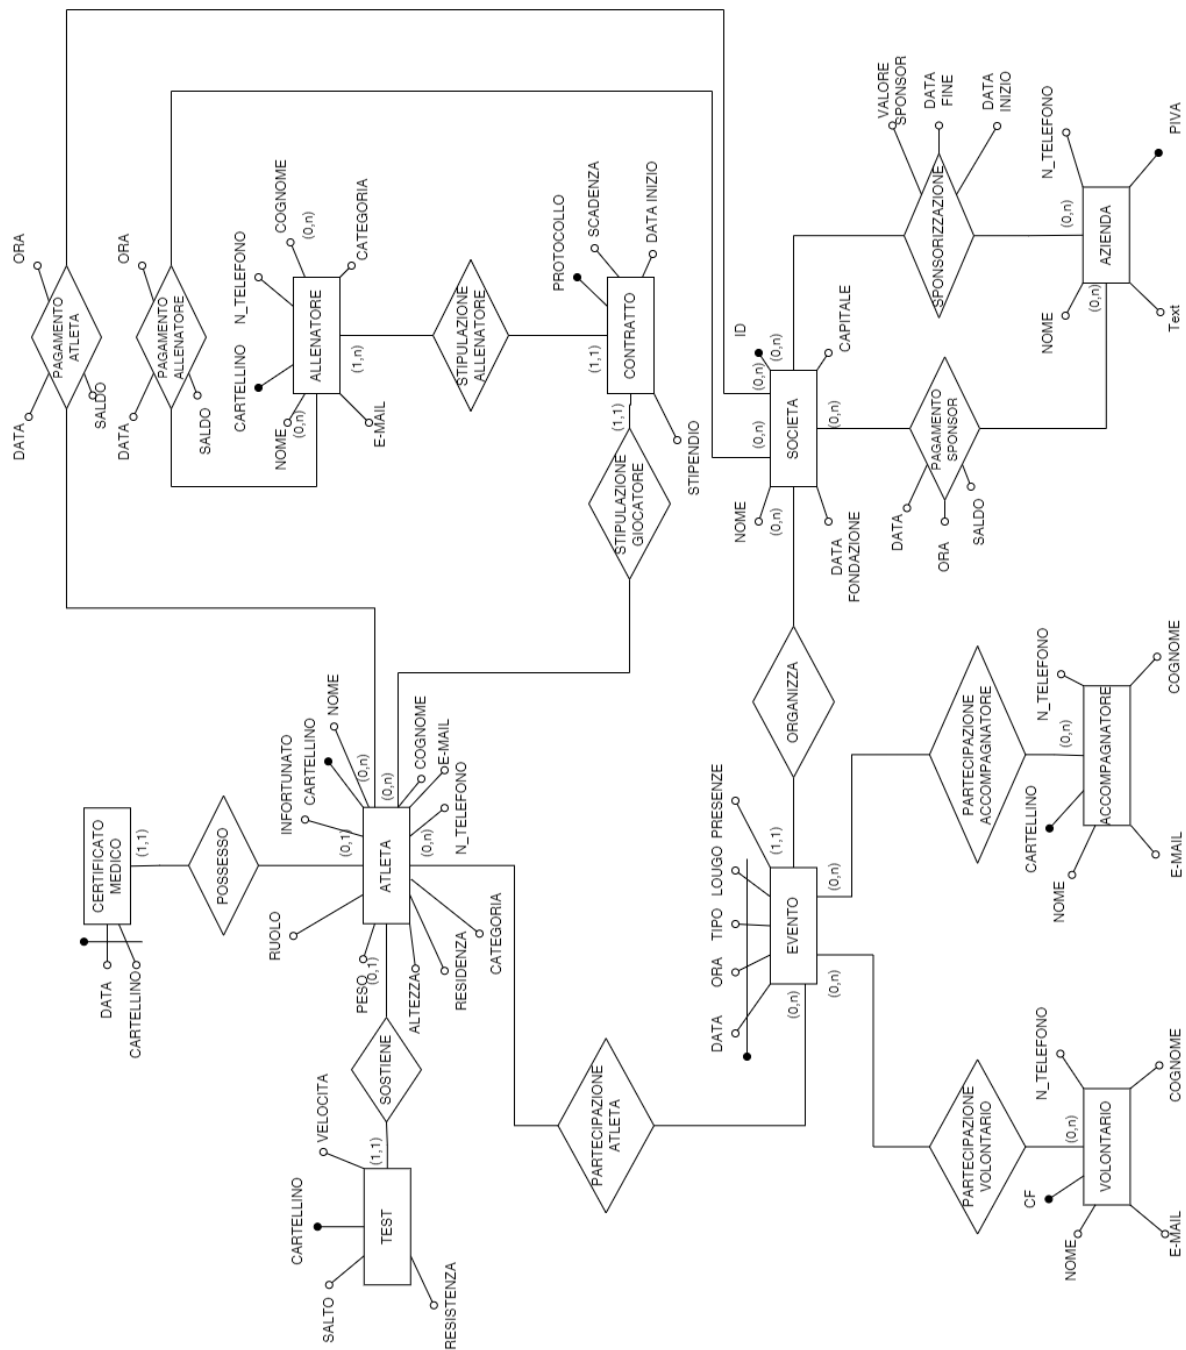 DATA
ORA
PAGAMENTO
ATLETA
SALDO
DATA
ORA
PAGAMENTO
ALLENATORE
SALDO
CERTIFICATO
MEDICO
(1,1)
DATA
CARTELLINO
POSSESSO
CARTELLINO
N_TELEFONO
COGNOME
(0,n)
NOME
(0,n)
ALLENATORE
CATEGORIA
(1,n)
E-MAIL
STIPULAZIONE
ALLENATORE
PROTOCOLLO
SCADENZA
DATA INIZIO
CONTRATTO
(1,1)
(1,1)
STIPENDIO
STIPULAZIONE
GIOCATORE
RUOLO
INFORTUNATO
CARTELLINO
NOME
(0,1)
(0,n)
(0,n)
ATLETA
COGNOME
E-MAIL
N_TELEFONO
(0,n)
PESO
(0,1)
ALTEZZA
RESIDENZA
CATEGORIA
SOSTIENE
CARTELLINO
VELOCITA
SALTO
TEST
(1,1)
RESISTENZA
PARTECIPAZIONE
ATLETA
DATA
ORA
TIPO
LOUGO
PRESENZE
(1,1)
EVENTO
(0,n)
(0,n)
(0,n)
ORGANIZZA
NOME
(0,n)
(0,n)
(0,n)
ID
(0,n)
SOCIETA
(0,n)
CAPITALE
DATA
FONDAZIONE
VALORE
SPONSOR
DATA
FINE
DATA
INIZIO
SPONSORIZZAZIONE
DATA
ORA
SALDO
PAGAMENTO
SPONSOR
N_TELEFONO
(0,n)
NOME
(0,n)
AZIENDA
PIVA
Text
PARTECIPAZIONE
VOLONTARIO
PARTECIPAZIONE
ACCOMPAGNATORE
CF
N_TELEFONO
(0,n)
NOME
VOLONTARIO
E-MAIL
COGNOME
CARTELLINO
N_TELEFONO
(0,n)
NOME
ACCOMPAGNATORE
E-MAIL
COGNOME